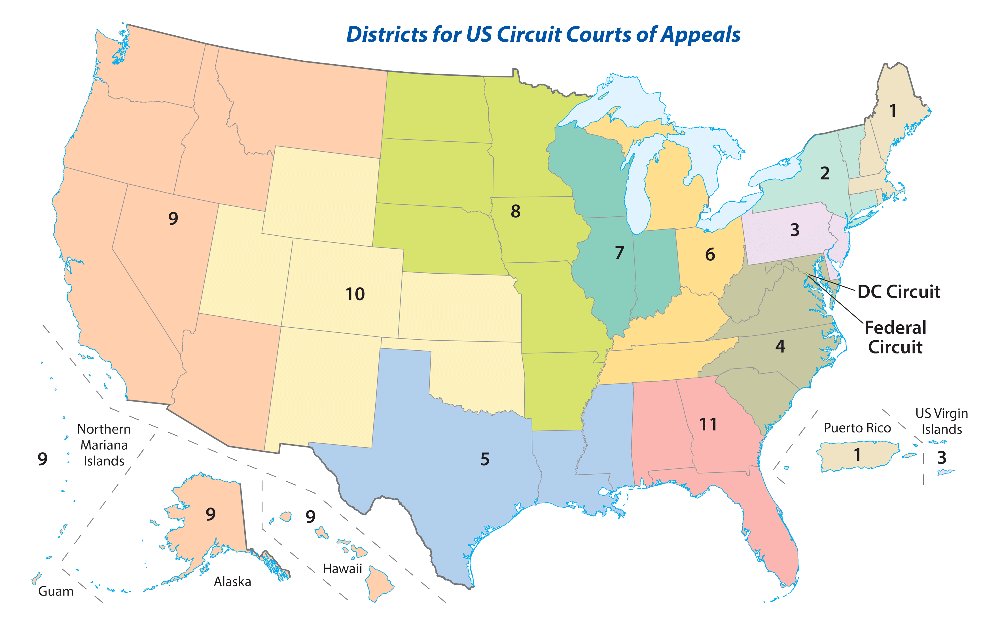 Districts for US Circuit Courts of Appeals
1
2
9
8
3
7
6
10
DC Circuit
Federal
Circuit
4
US Virgin
Islands
Puerto Rico
11
1
3
Northern
Mariana
Islands
9
5
9
9
Hawaii
Alaska
Guam